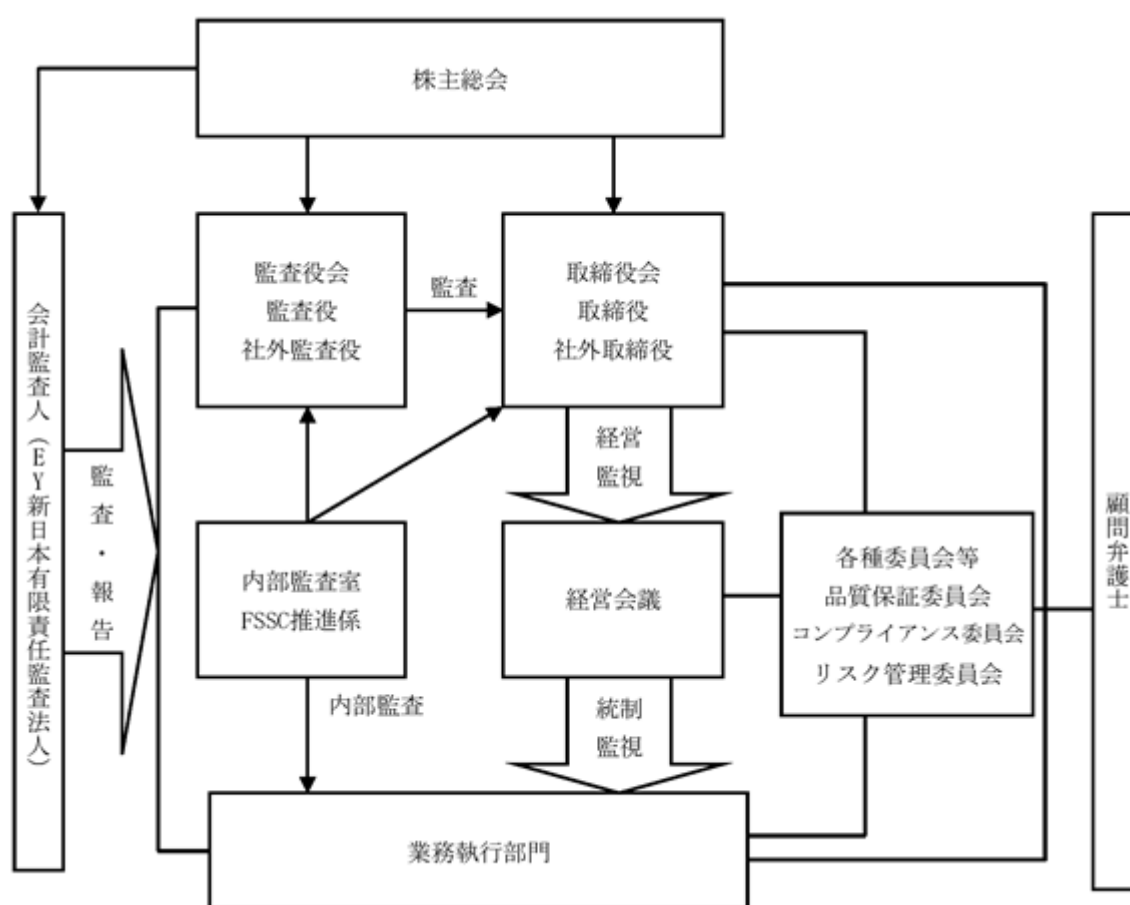 株主総会
監査役会
監査役
社外監査役
監査
取締役会
取締役
社外取締役
会計監査人(EY新日本有限責任監査法人)
監査・報告
経営
監視
顧問弁護士
内部監査室
FSSC推進係
経営会議
各種委員会等
品質保証委員会
コンプライアンス委員会
リスク管理委員会
内部監査
統制
監視
業務執行部門